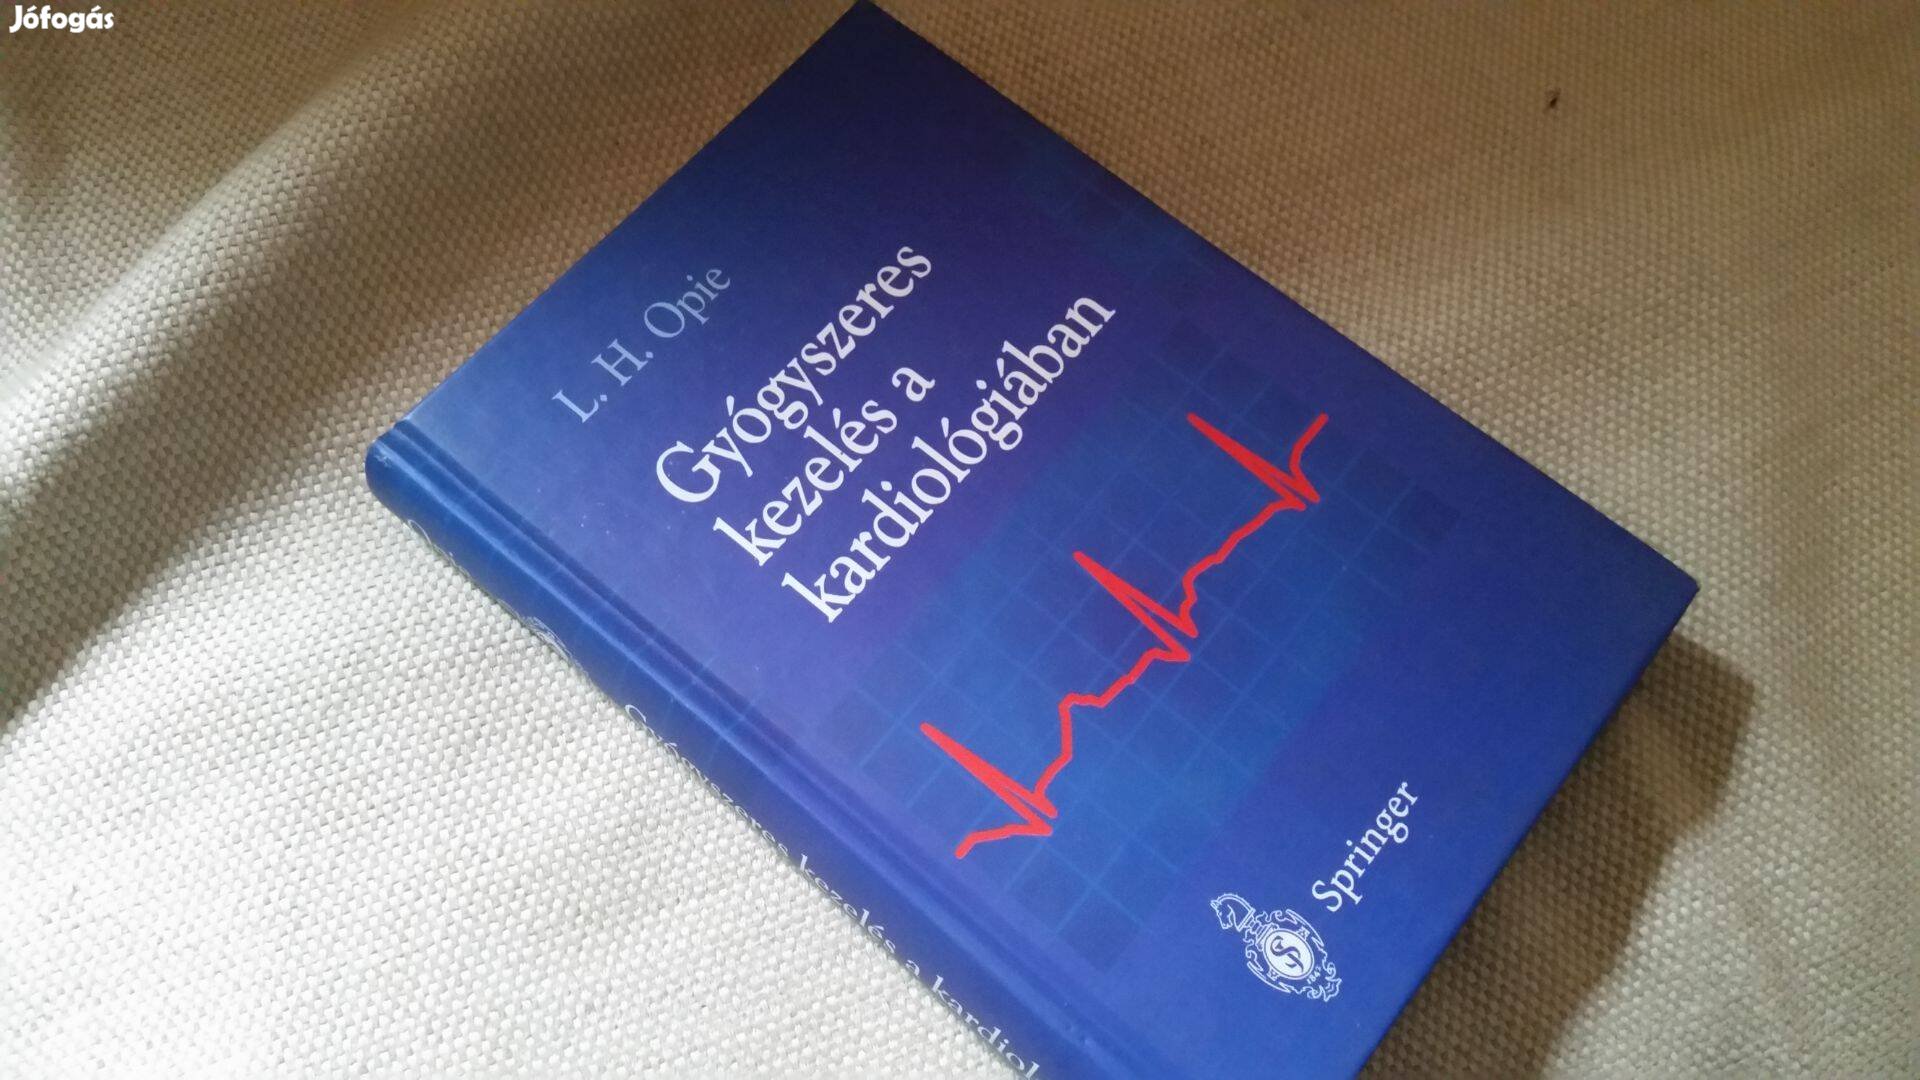 Jófogás
L. H. Opie
Gyógyszeres
kezelés a
kardiológiában
Springer
Gyógyszeres kezelés a kardiol